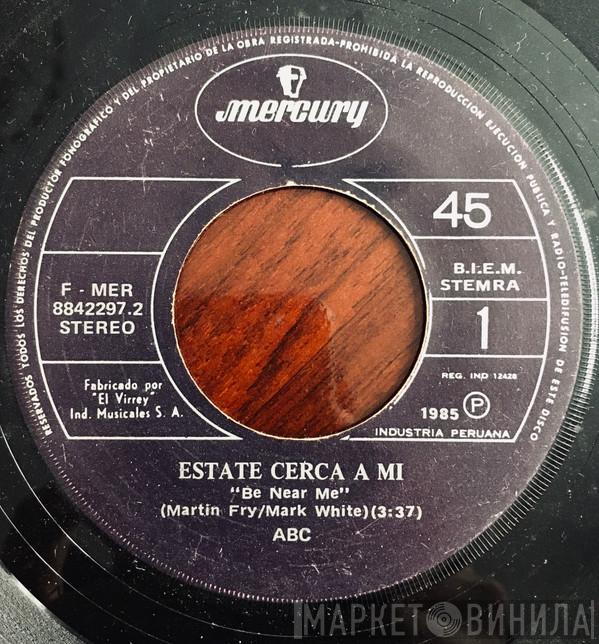 RESERVADOS TODOS LOS DERECHOS DEL PRODUCTOR FONOGRAFICO Y DEL PROPIETARIO DE LA OBRA REGISTRADA-PROHIBIDA LA REPRODUCCION EJECUCION PUBLICA Y RADIO-TELEDIFUSION DE ESTE DISCO
mercury
45
B.I.E.M.
STEMRA
F - MER
8842297.2
STEREO
1
REG. IND 12428
Fabricado por
"El Virrey"
Ind. Musicales S. A.
1985 Ⓟ
INDUSTRIA PERUANA
ESTATE CERCA A MI
"Be Near Me"
(Martin Fry/Mark White)(3:37)
ABC
МАРКЕТ ВИНИЛА